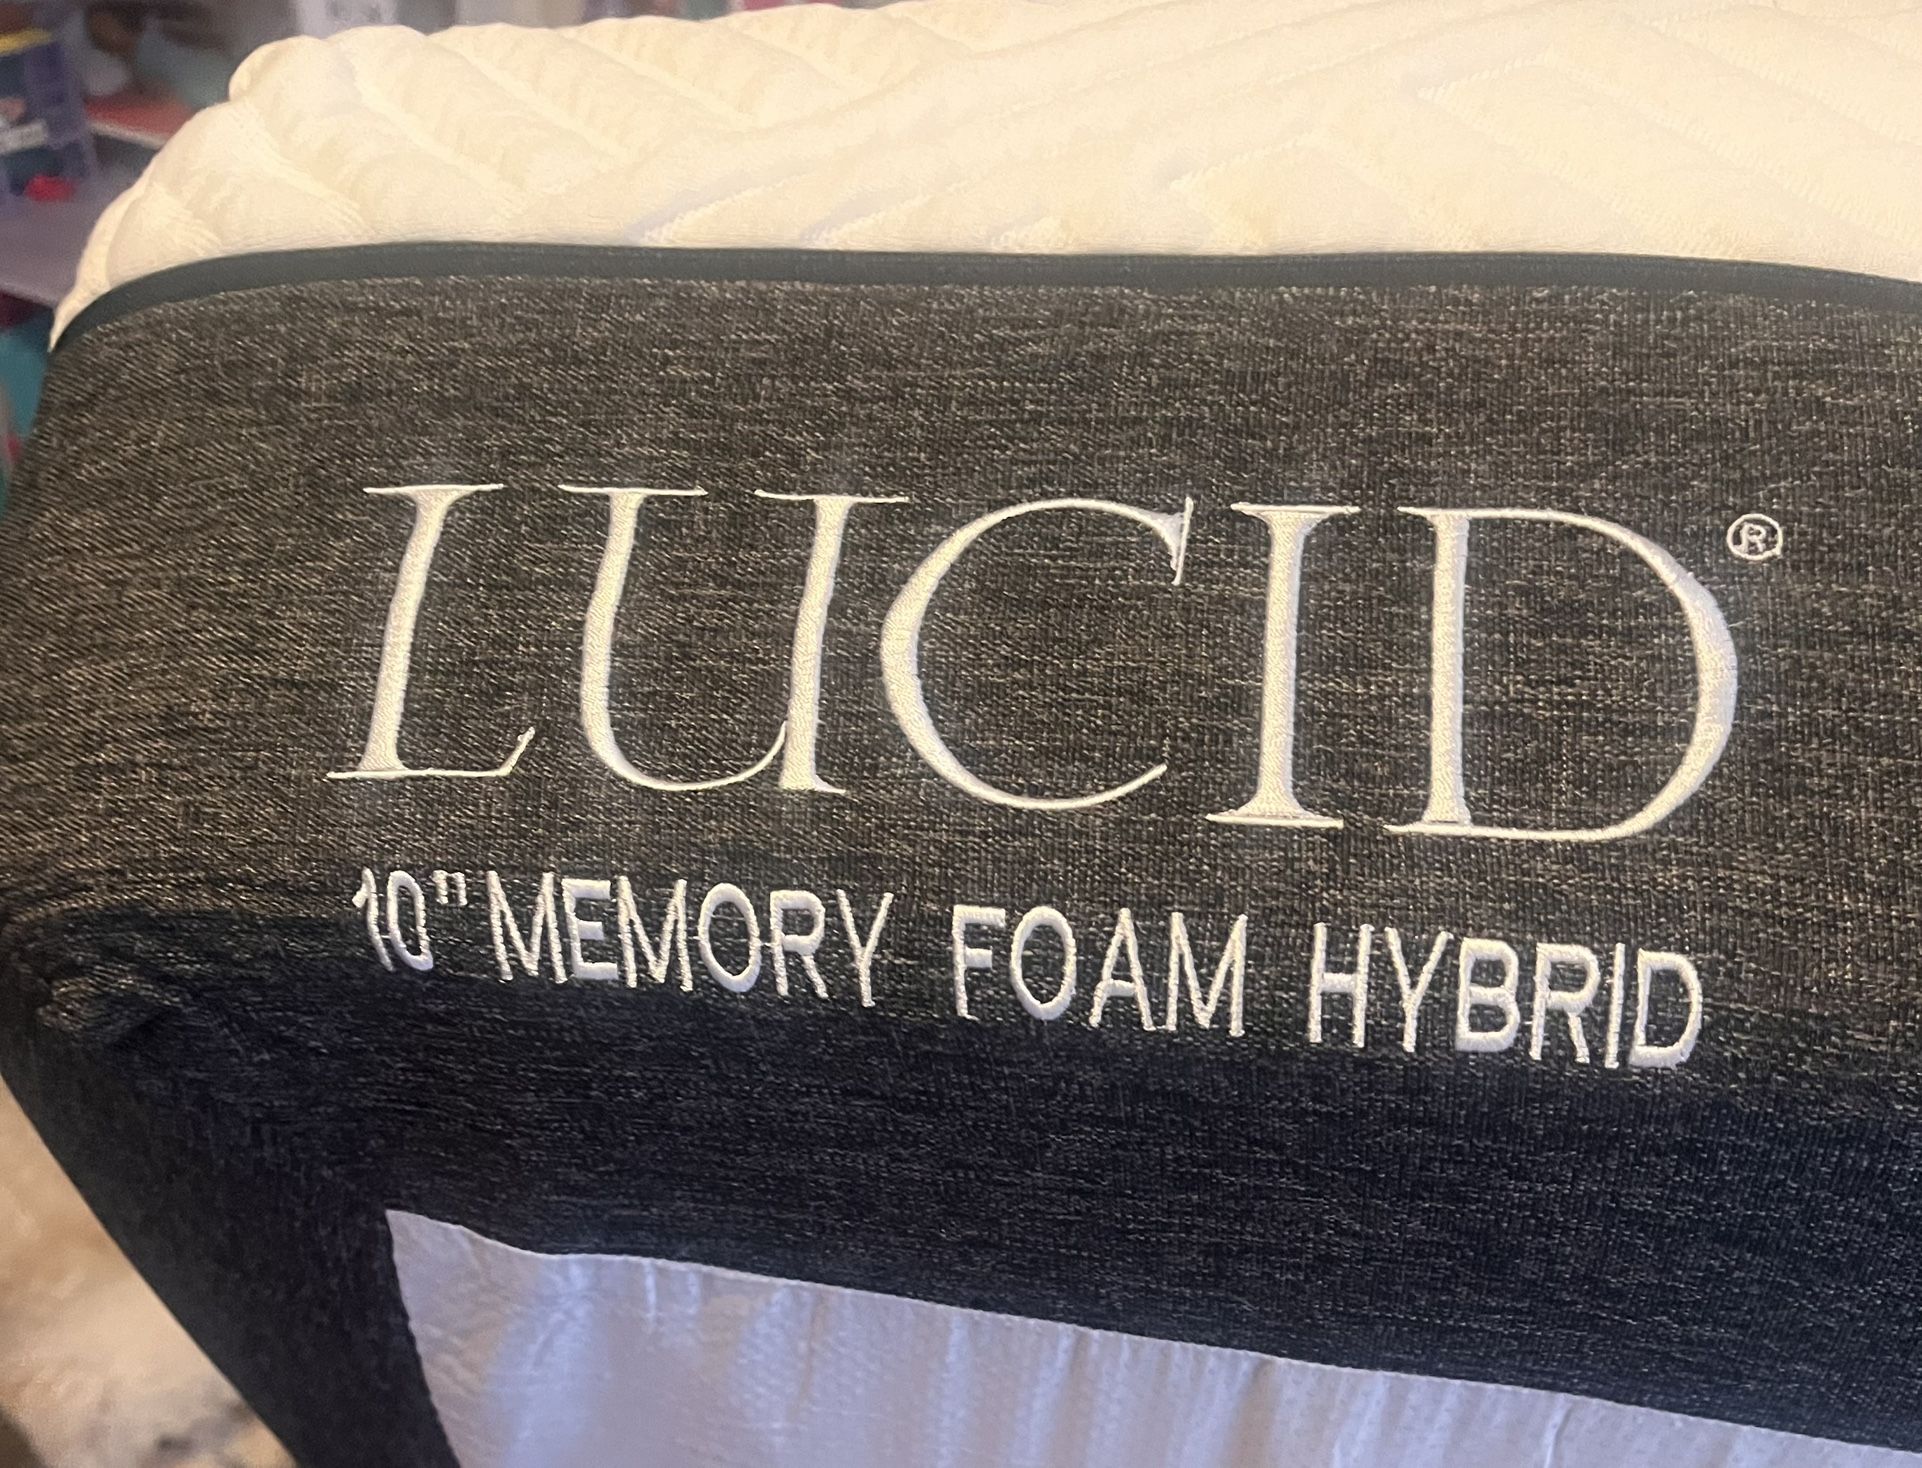 LUCID®
10" MEMORY FOAM HYBRID